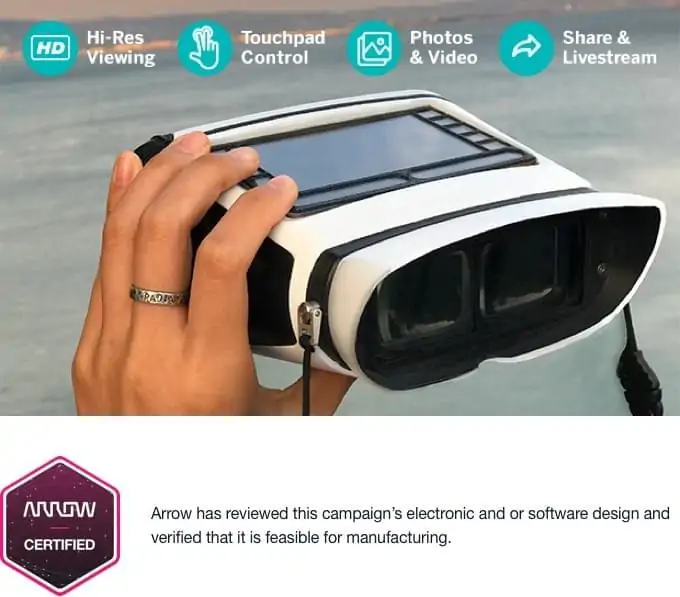 HD
Hi-Res
Viewing
Touchpad
Control
Photos
& Video
Share &
Livestream
ARROW
CERTIFIED
Arrow has reviewed this campaign’s electronic and or software design and
verified that it is feasible for manufacturing.